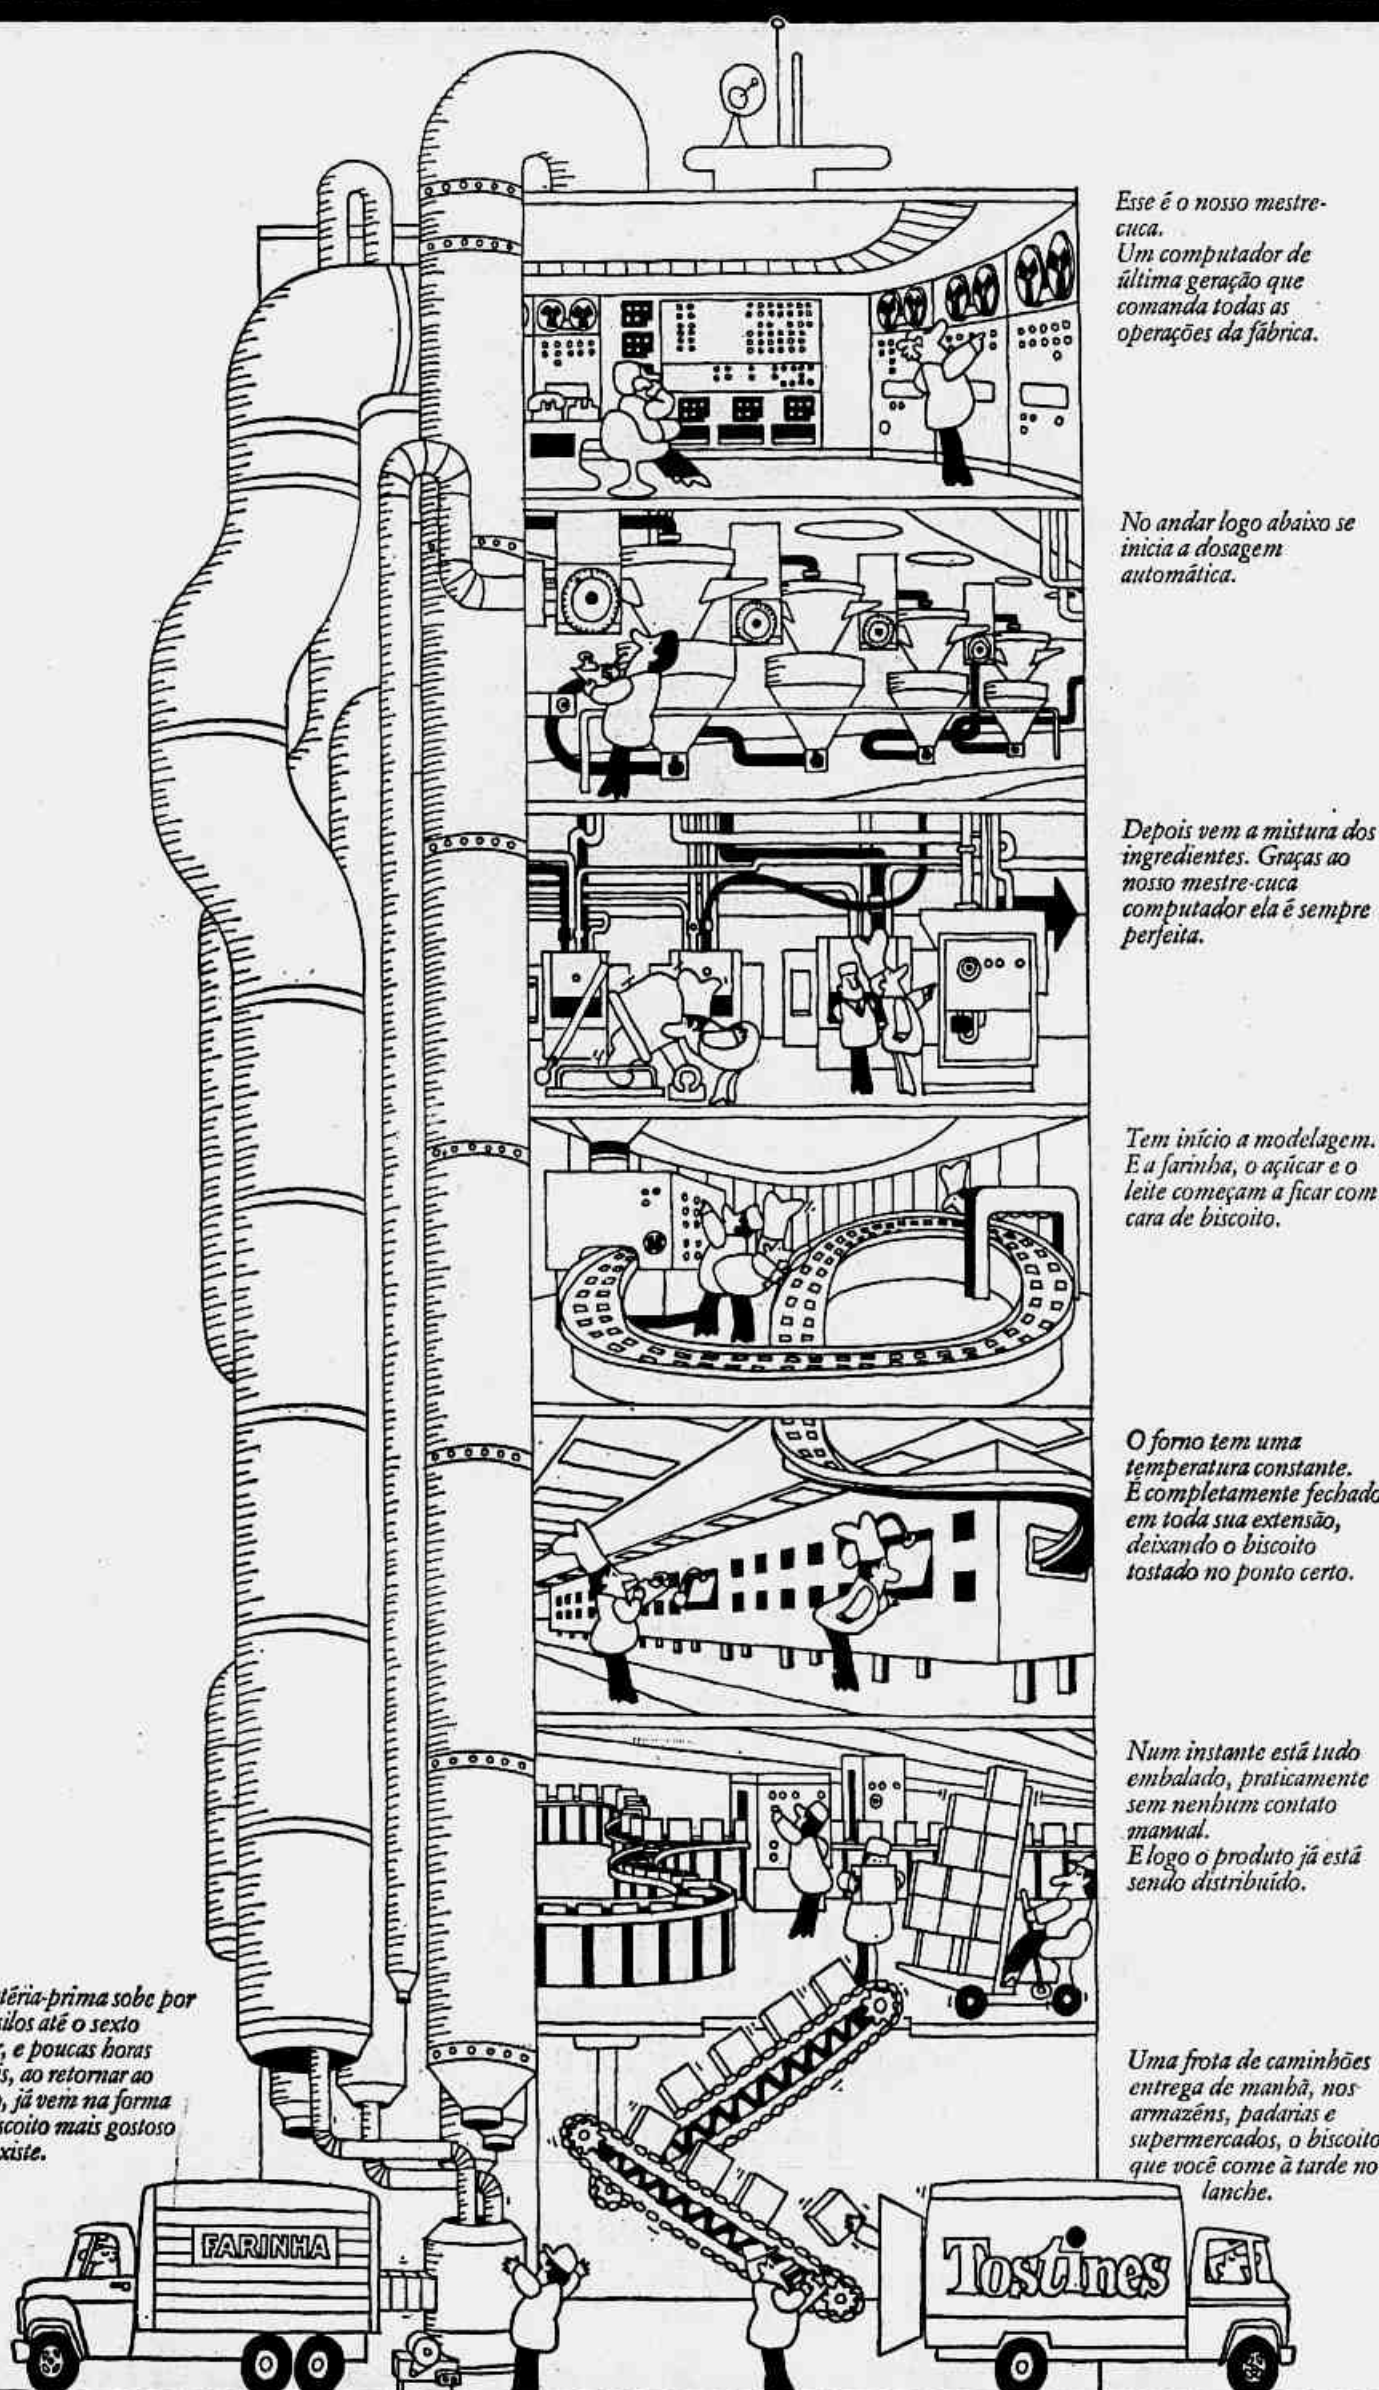 Esse é o nosso mestre-
cuca.
Um computador de
última geração que
comanda todas as
operações da fábrica.
No andar logo abaixo se
inicia a dosagem
automática.
Depois vem a mistura dos
ingredientes. Graças ao
nosso mestre-cuca
computador ela é sempre
perfeita.
Tem início a modelagem.
E a farinha, o açúcar e o
leite começam a ficar com
cara de biscoito.
O forno tem uma
temperatura constante.
É completamente fechado
em toda sua extensão,
deixando o biscoito
tostado no ponto certo.
Num instante está tudo
embalado, praticamente
sem nenhum contato
manual.
E logo o produto já está
sendo distribuído.
téria-prima sobe por
silos até o sexto
, e poucas horas
s, ao retornar ao
, já vem na forma
scoito mais gostoso
xiste.
Uma frota de caminhões
entrega de manhã, nos
armazéns, padarias e
supermercados, o biscoito
que você come à tarde no
lanche.
FARINHA
Tostines